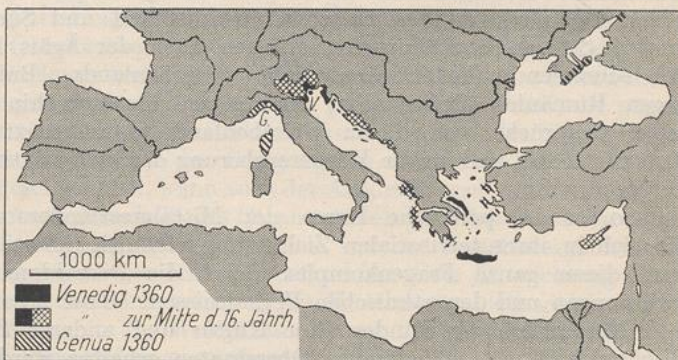 G.
V.
1000 km
Venedig 1360
" zur Mitte d. 16. Jahrh.
Genua 1360